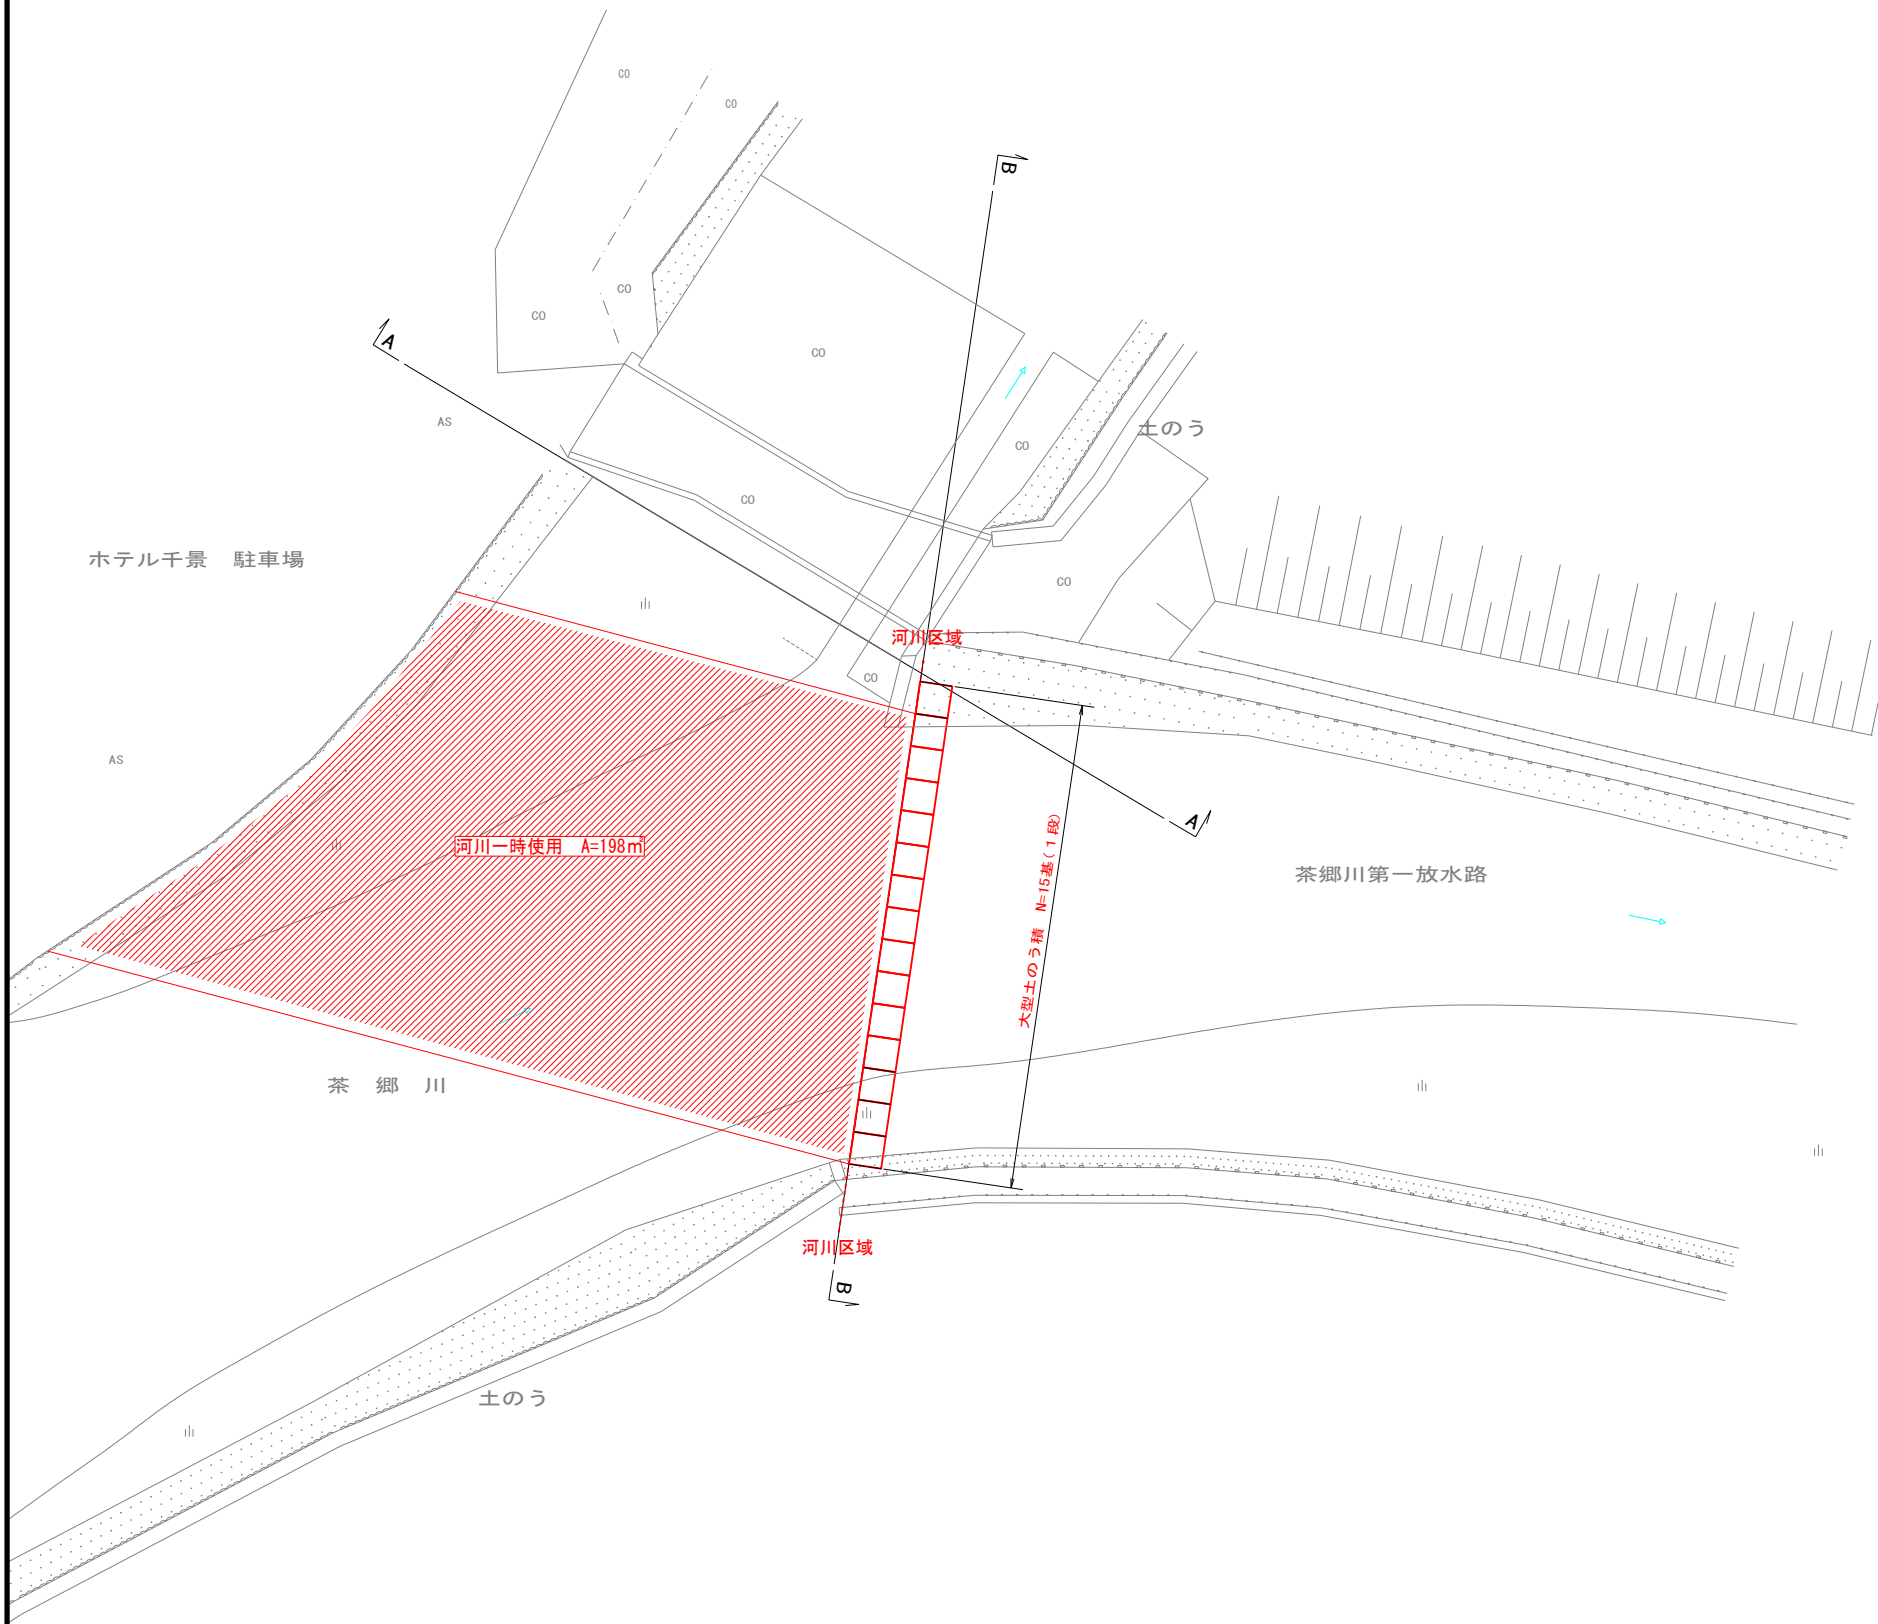 CO
CO
B
CO
CO
A
CO
AS
土のう
CO
CO
ホテル千景　駐車場
CO
河川区域
CO
AS
A
河川一時使用　A=198㎡
大型土のう積　N=15基(1段)
茶郷川第一放水路
茶　郷　川
河川区域
B
土のう